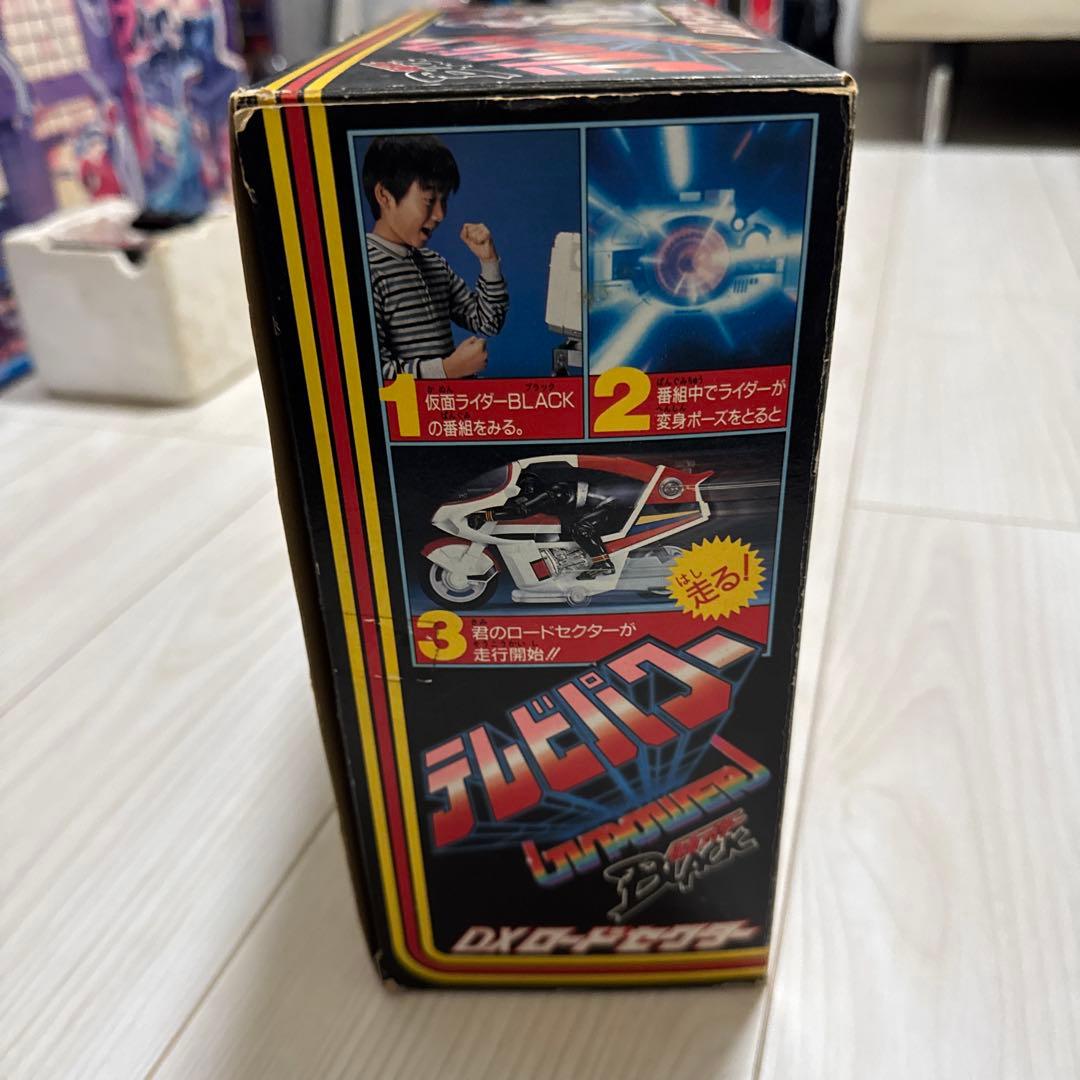 1 仮面ライダーBLACK
の番組をみる。
2 番組中でライダーが
変身ポーズをとると
走る!
3 君のロードセクターが
走行開始!!
テレビパワー
TVPOWER
仮面ライダー
BLACK
DXロードセクター